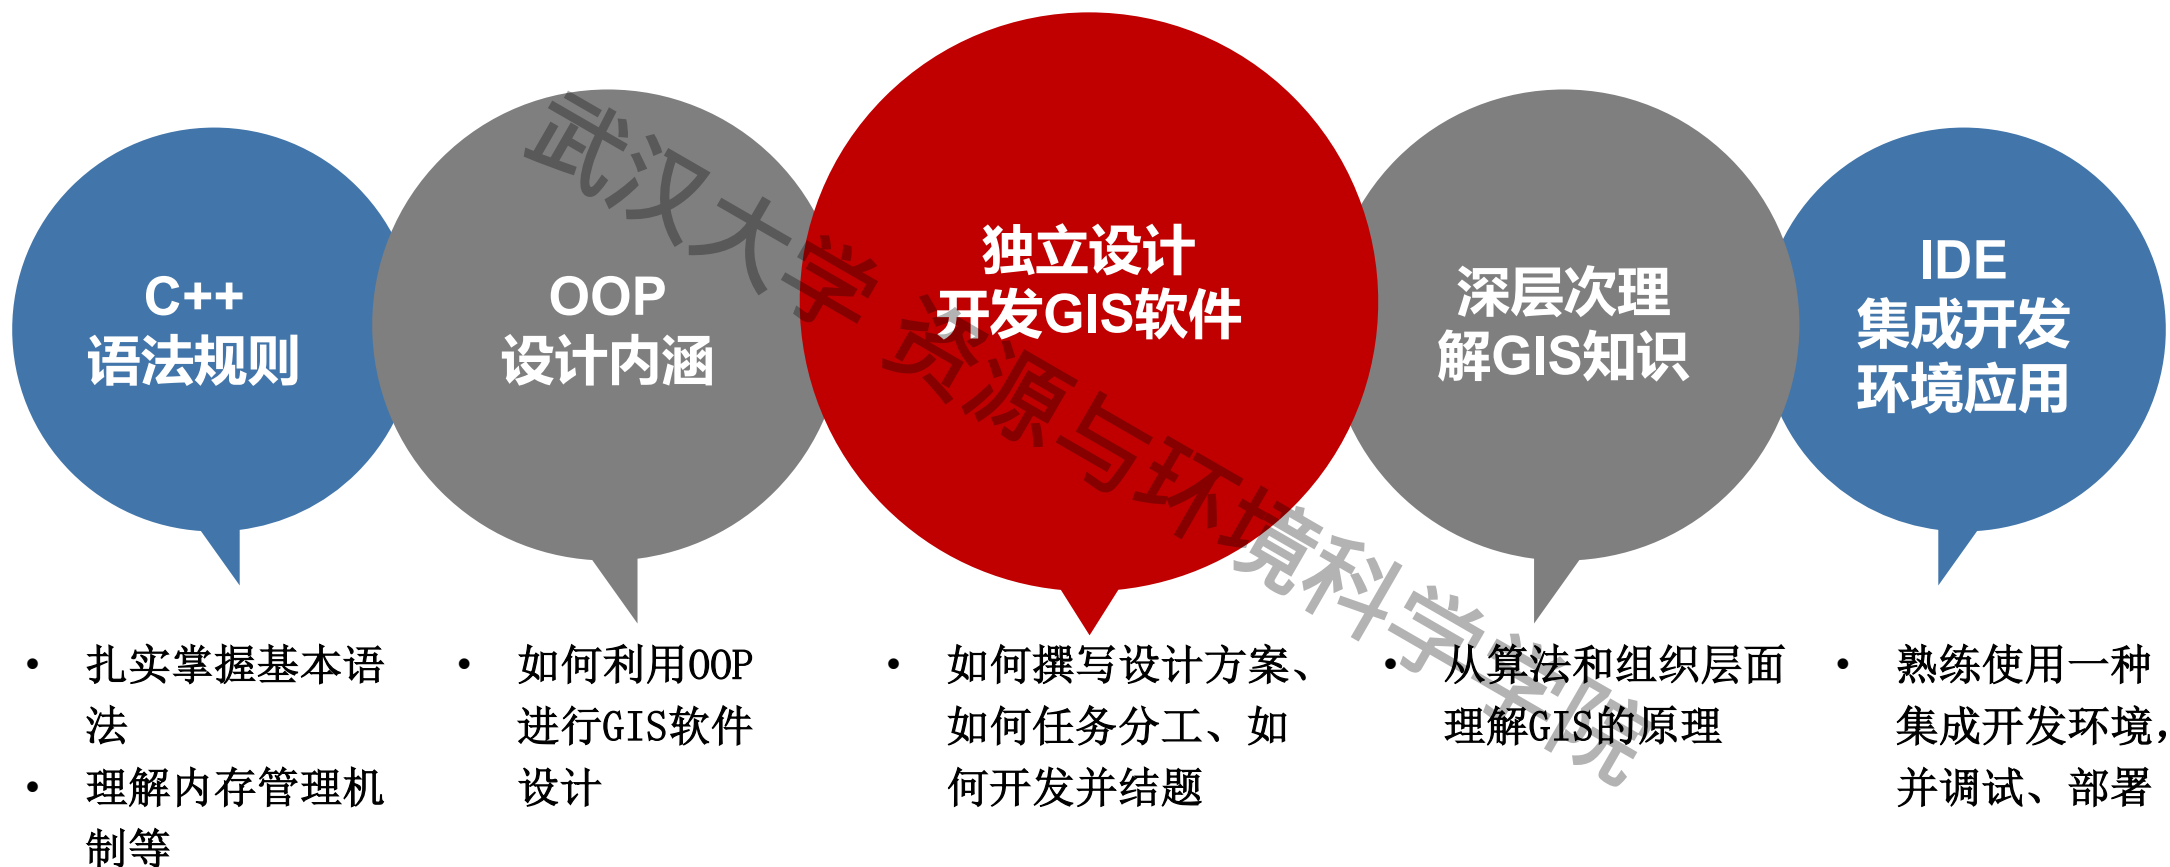 C++
语法规则
OOP
设计内涵
独立设计
开发GIS软件
深层次理
解GIS知识
IDE
集成开发
环境应用
• 扎实掌握基本语
法
• 理解内存管理机
制等
• 如何利用OOP
进行GIS软件
设计
• 如何撰写设计方案、
如何任务分工、如
何开发并结题
• 从算法和组织层面
理解GIS的原理
• 熟练使用一种
集成开发环境，
并调试、部署
武汉大学 资源与环境科学学院